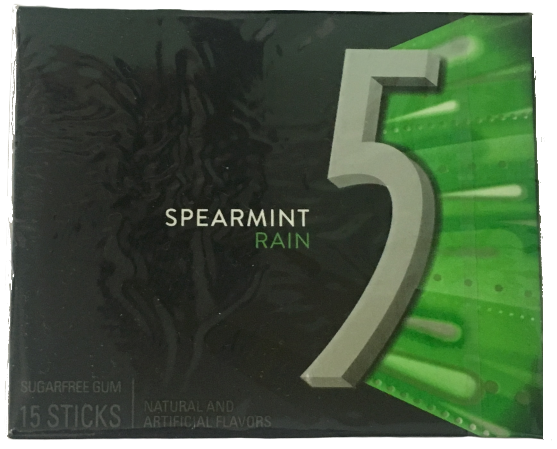 5
SPEARMINT
RAIN
SUGARFREE GUM
15 STICKS
NATURAL AND
ARTIFICIAL FLAVORS